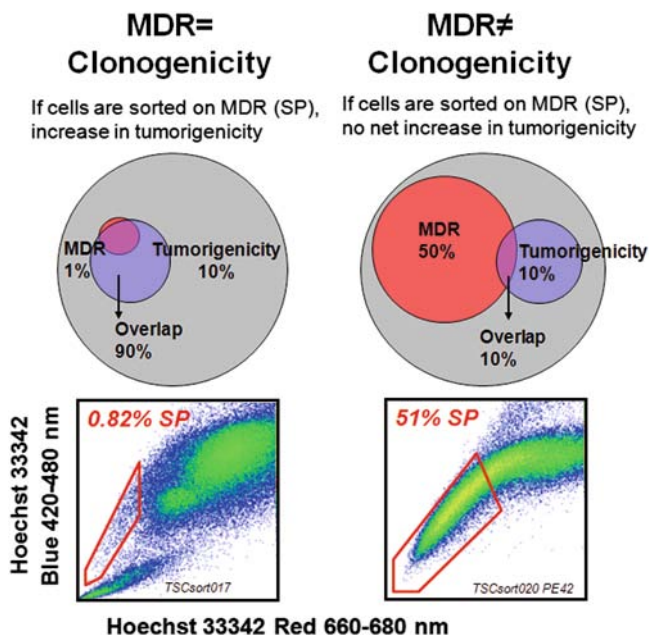 MDR=
Clonogenicity
If cells are sorted on MDR (SP),
increase in tumorigenicity
MDR
1%
Tumorigenicity
10%
Overlap
90%
MDR≠
Clonogenicity
If cells are sorted on MDR (SP),
no net increase in tumorigenicity
MDR
50%
Tumorigenicity
10%
Overlap
10%
Hoechst 33342
Blue 420-480 nm
0.82% SP
TSCsort017
51% SP
TSCsort020 PE42
Hoechst 33342 Red 660-680 nm